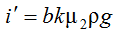 i′ = bkμ₂ρg